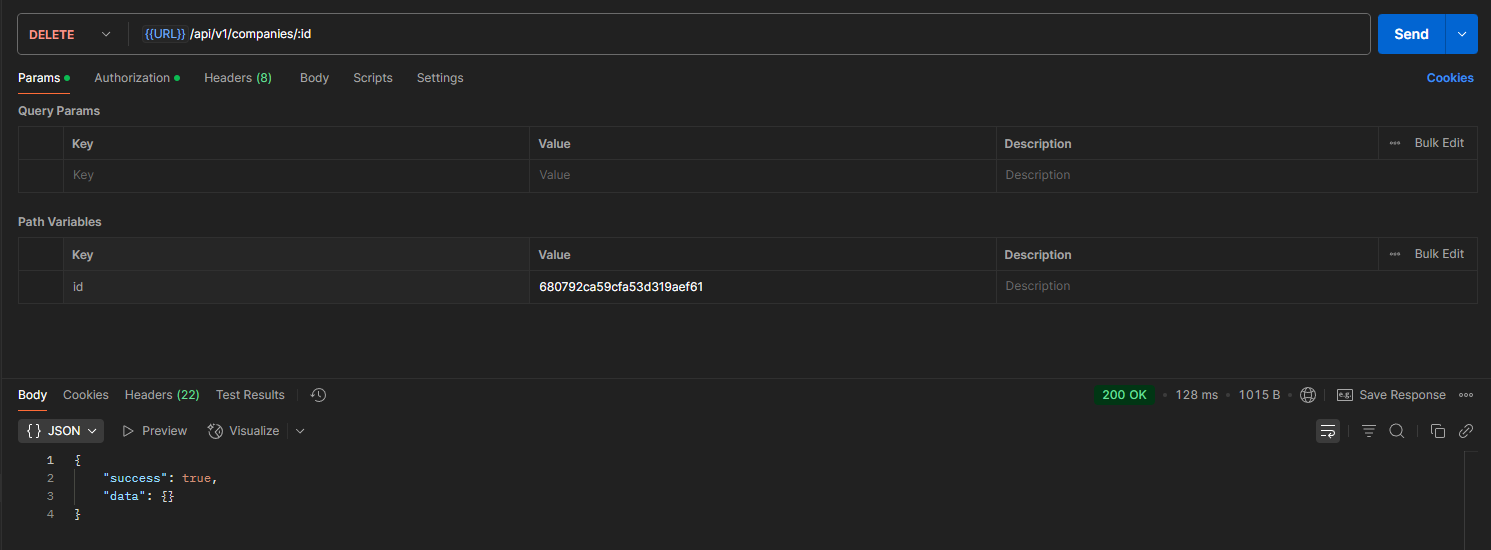 DELETE {{URL}} /api/v1/companies/:id Send
Params Authorization Headers (8) Body Scripts Settings Cookies
Query Params
Key Value Description Bulk Edit
Key Value Description
Path Variables
Key Value Description Bulk Edit
id 680792ca59cfa53d319aef61 Description
Body Cookies Headers (22) Test Results 200 OK • 128 ms • 1015 B • e.g. Save Response
{} JSON Preview Visualize
1 {
2 "success": true,
3 "data": {}
4 }